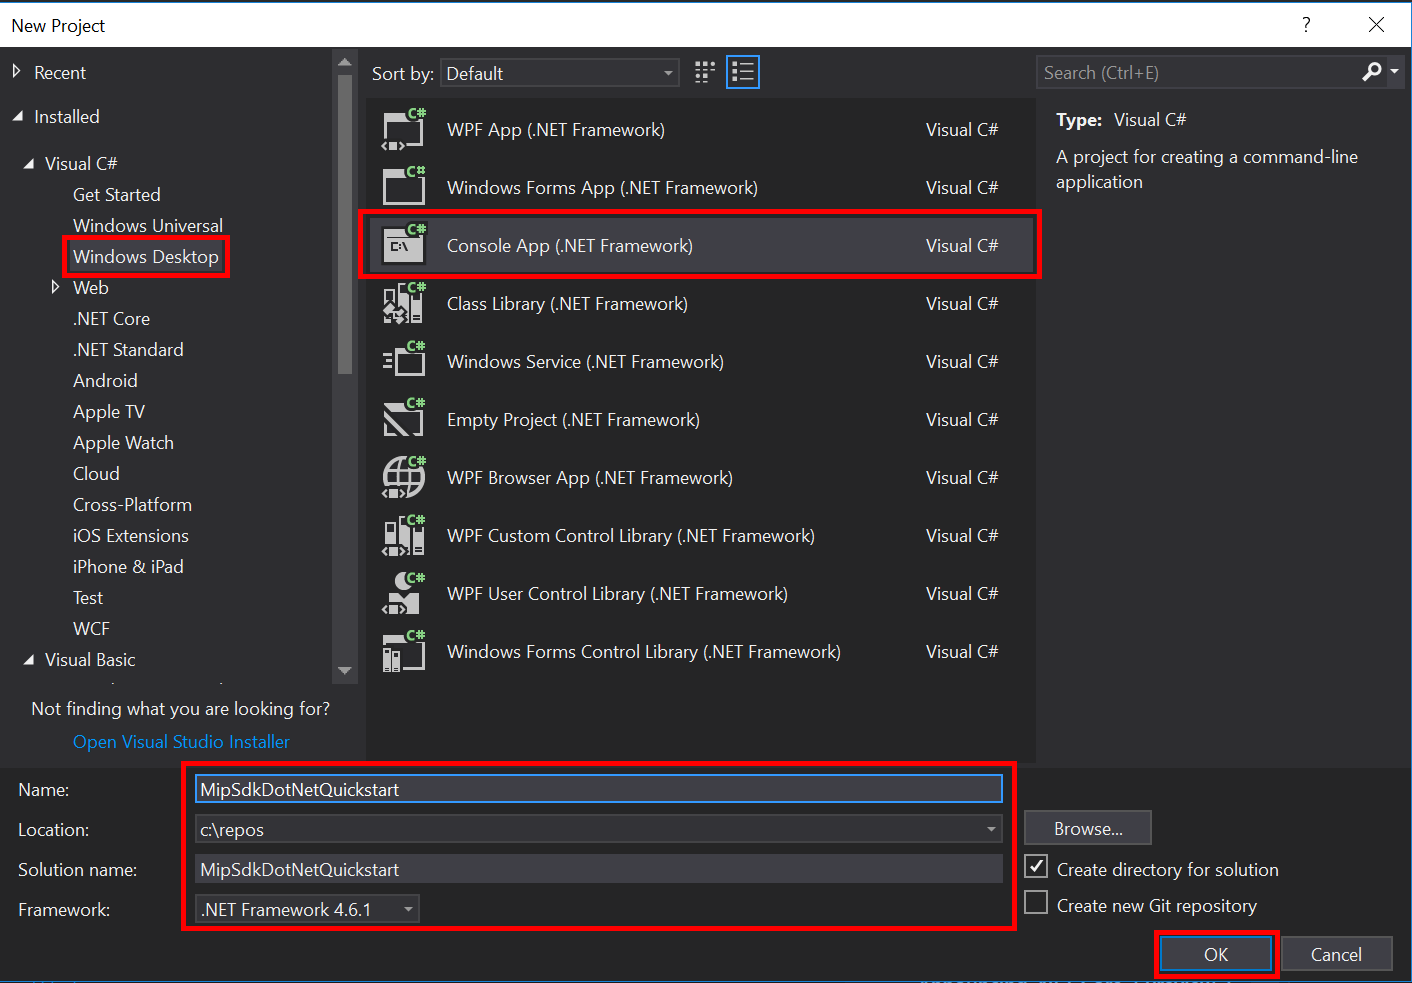 New Project
?
Recent
Installed
Visual C#
Get Started
Windows Universal
Windows Desktop
Web
.NET Core
.NET Standard
Android
Apple TV
Apple Watch
Cloud
Cross-Platform
iOS Extensions
iPhone & iPad
Test
WCF
Visual Basic
Not finding what you are looking for?
Open Visual Studio Installer
Sort by: Default
WPF App (.NET Framework) Visual C#
Windows Forms App (.NET Framework) Visual C#
Console App (.NET Framework) Visual C#
Class Library (.NET Framework) Visual C#
Windows Service (.NET Framework) Visual C#
Empty Project (.NET Framework) Visual C#
WPF Browser App (.NET Framework) Visual C#
WPF Custom Control Library (.NET Framework) Visual C#
WPF User Control Library (.NET Framework) Visual C#
Windows Forms Control Library (.NET Framework) Visual C#
Search (Ctrl+E)
Type: Visual C#
A project for creating a command-line
application
Name: MipSdkDotNetQuickstart
Location: c:\repos
Browse...
Solution name: MipSdkDotNetQuickstart
Create directory for solution
Framework: .NET Framework 4.6.1
Create new Git repository
OK
Cancel